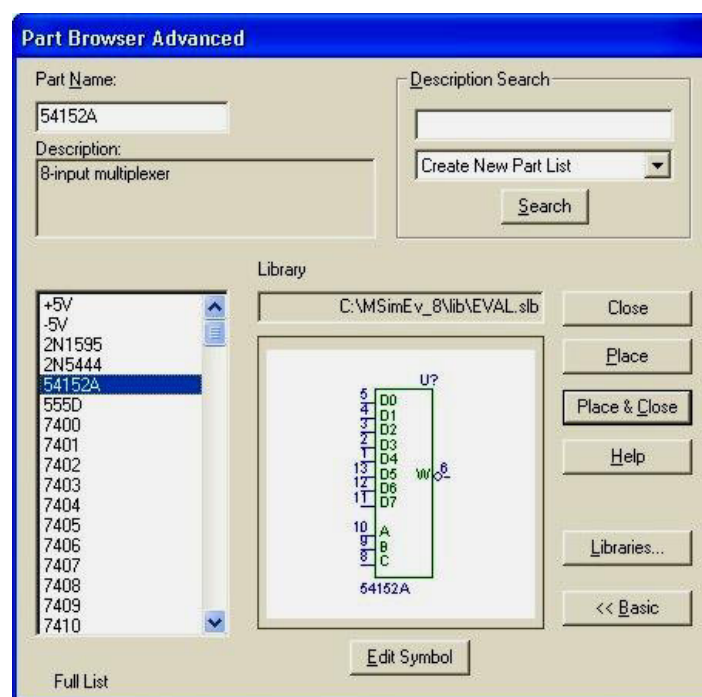 Part Browser Advanced
Part Name:
54152A
Description:
8-input multiplexer
Description Search
Create New Part List
Search
Library
C:\MSimEv_8\lib\EVAL.slb
+5V
-5V
2N1595
2N5444
54152A
555D
7400
7401
7402
7403
7404
7405
7406
7407
7408
7409
7410
Full List
U?
5 D0
4 D1
3 D2
2 D3
1 D4
13 D5
12 D6
11 D7
W 6
10 A
9 B
8 C
54152A
Edit Symbol
Close
Place
Place & Close
Help
Libraries...
<< Basic